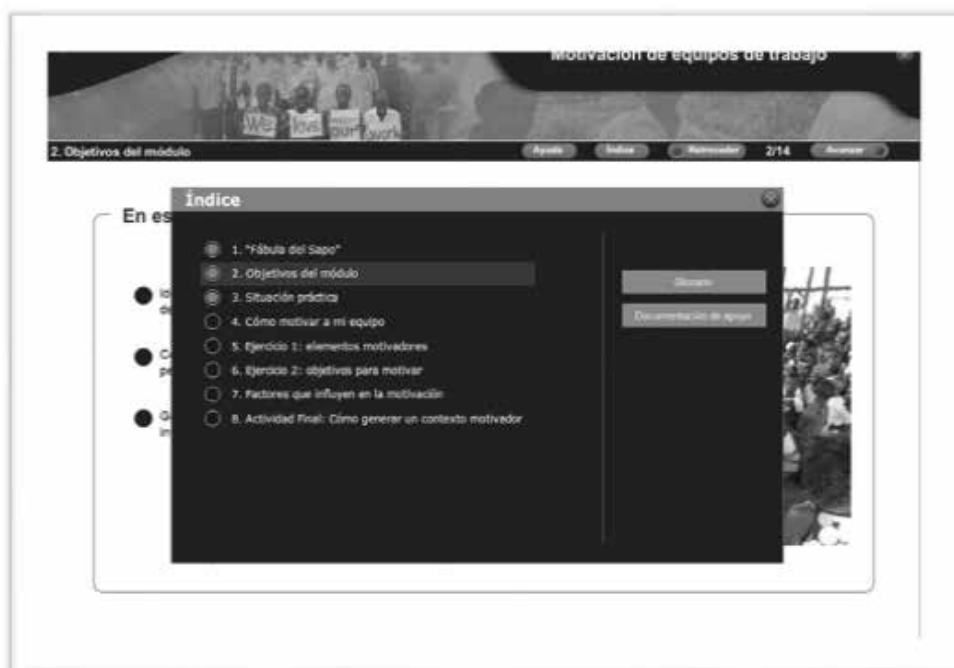 Motivación de equipos de trabajo
We love our work
2. Objetivos del módulo
Ayuda
Índice
Retroceder
2/14
Avanzar
En es
Índice
1. "Fábula del Sapo"
2. Objetivos del módulo
3. Situación práctica
4. Cómo motivar a mi equipo
5. Ejercicio 1: elementos motivadores
6. Ejercicio 2: objetivos para motivar
7. Factores que influyen en la motivación
8. Actividad Final: Cómo generar un contexto motivador
Glosario
Documentación de apoyo